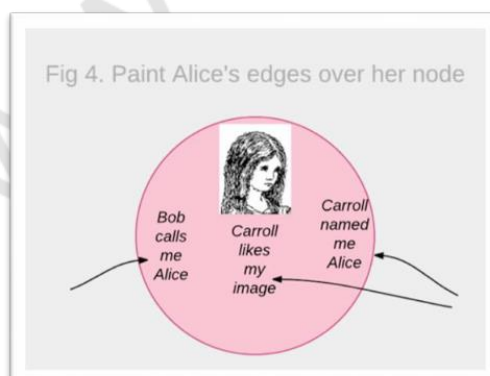 Fig 4. Paint Alice's edges over her node
Bob
calls
me
Alice
Carroll
likes
my
image
Carroll
named
me
Alice